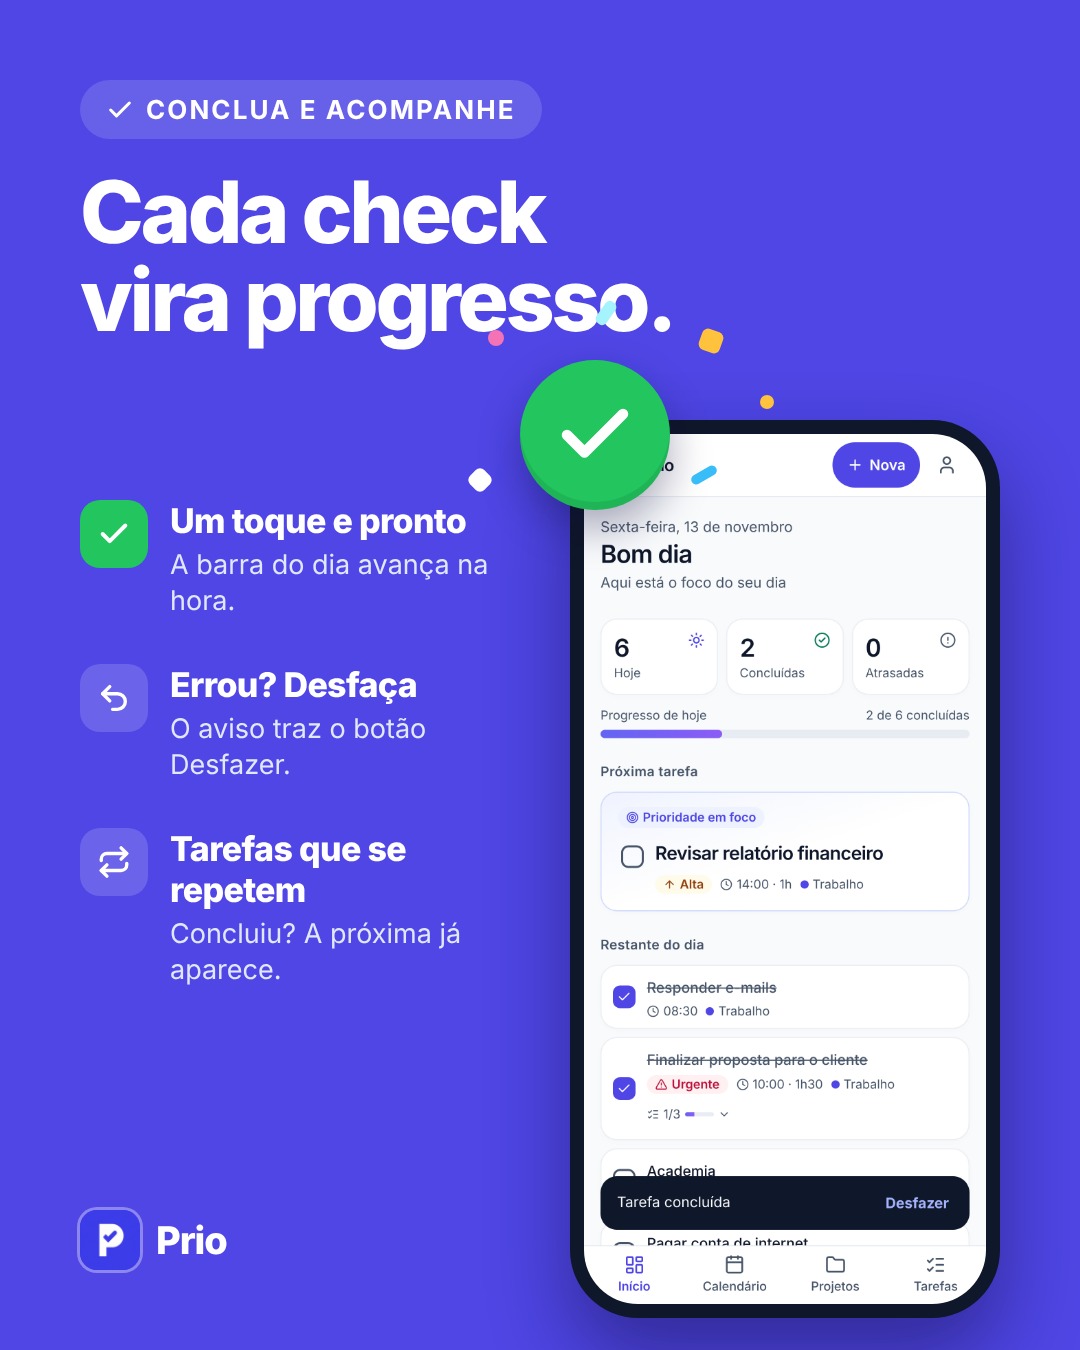 CONCLUA E ACOMPANHE
Cada check
vira progresso.
Um toque e pronto
A barra do dia avança na
hora.
Errou? Desfaça
O aviso traz o botão
Desfazer.
Tarefas que se
repetem
Concluiu? A próxima já
aparece.
Prio
+ Nova
Sexta-feira, 13 de novembro
Bom dia
Aqui está o foco do seu dia
6
Hoje
2
Concluídas
0
Atrasadas
Progresso de hoje
2 de 6 concluídas
Próxima tarefa
Prioridade em foco
Revisar relatório financeiro
Alta 14:00 · 1h Trabalho
Restante do dia
Responder e-mails
08:30 Trabalho
Finalizar proposta para o cliente
Urgente 10:00 · 1h30 Trabalho
1/3
Academia
Tarefa concluída Desfazer
Pagar conta de internet
Início Calendário Projetos Tarefas